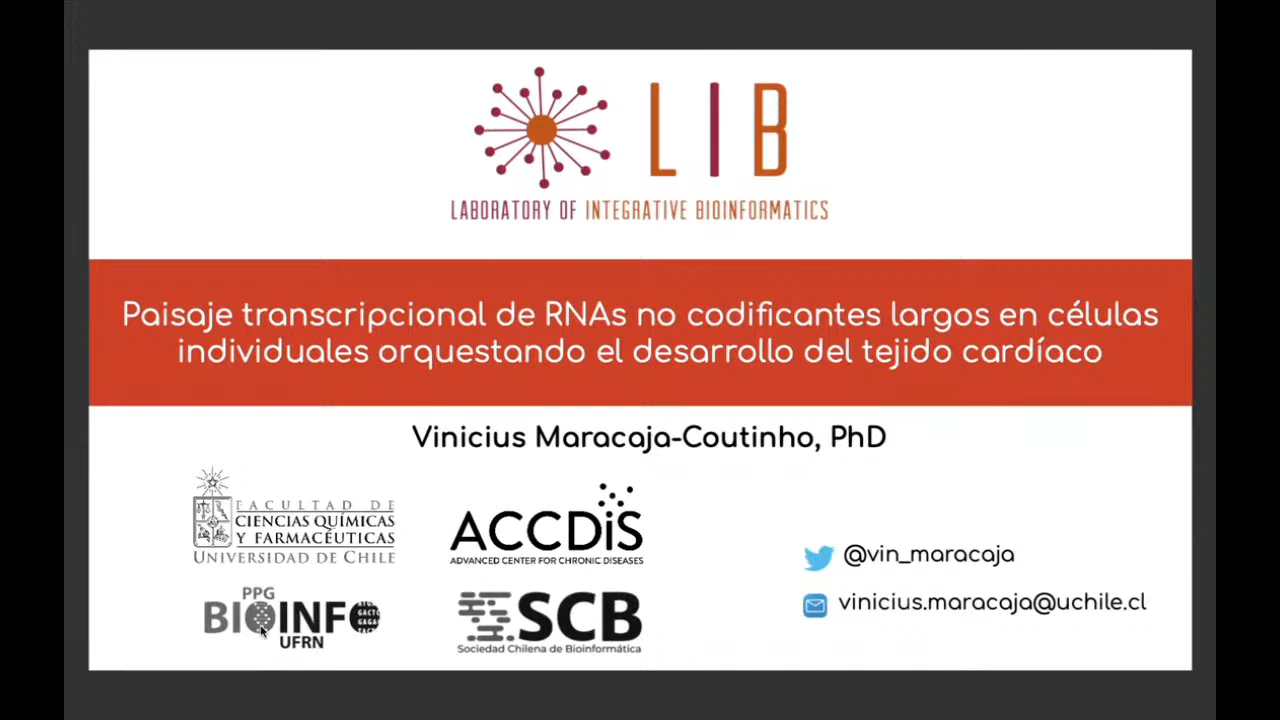 LIB
LABORATORY OF INTEGRATIVE BIOINFORMATICS
Paisaje transcripcional de RNAs no codificantes largos en células
individuales orquestando el desarrollo del tejido cardíaco
Vinicius Maracaja-Coutinho, PhD
FACULTAD DE
CIENCIAS QUÍMICAS
Y FARMACÉUTICAS
UNIVERSIDAD DE CHILE
ACCDiS
ADVANCED CENTER FOR CHRONIC DISEASES
@vin_maracaja
vinicius.maracaja@uchile.cl
PPG
BIOINFO
UFRN
SCB
Sociedad Chilena de Bioinformática